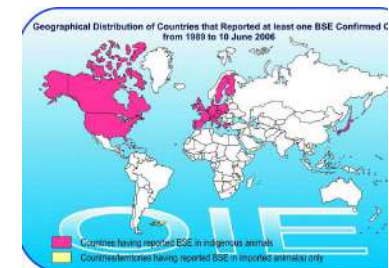 Geographical Distribution of Countries that Reported at least one BSE Confirmed C
from 1989 to 10 June 2006
OIE
Countries having reported BSE in indigenous animals
Countries/territories having reported BSE in imported animal(s) only